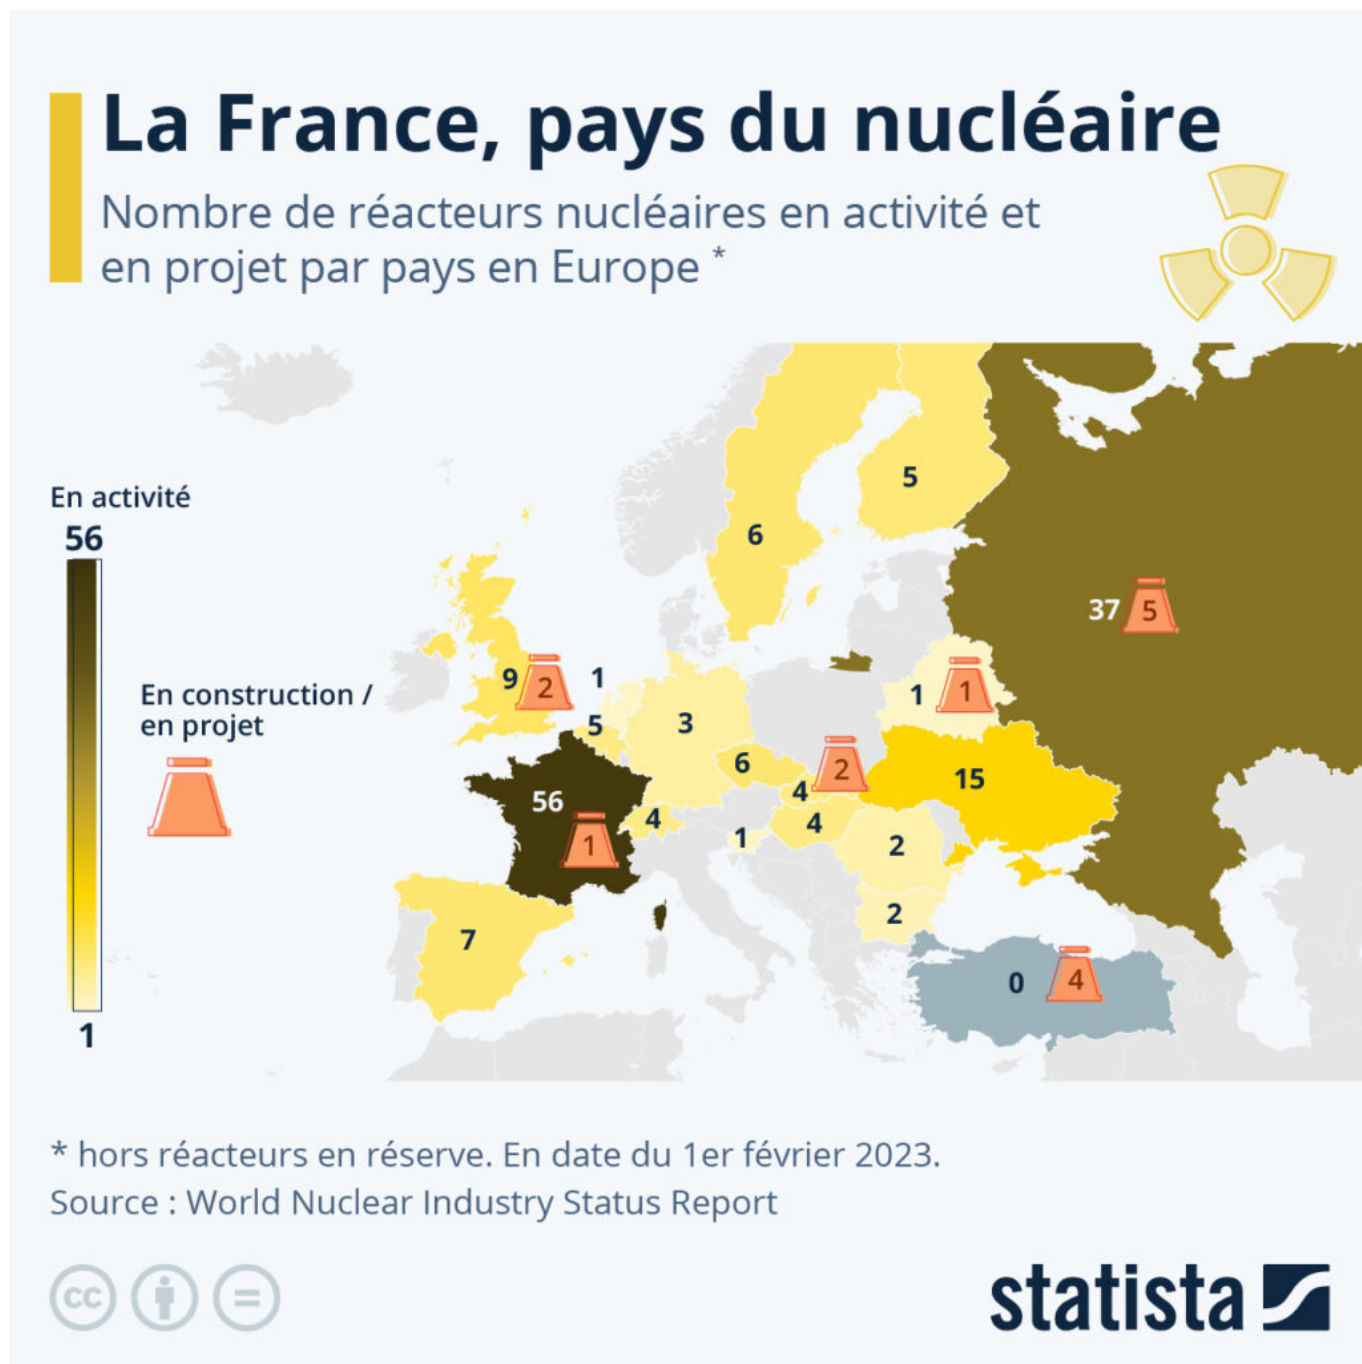 La France, pays du nucléaire
Nombre de réacteurs nucléaires en activité et
en projet par pays en Europe *
En activité
56
En construction /
en projet
1
5
6
37 5
9 2
1
1 1
5
3
6
2
15
4
56
4
4
1
1
2
2
7
0 4
* hors réacteurs en réserve. En date du 1er février 2023.
Source : World Nuclear Industry Status Report
cc
statista